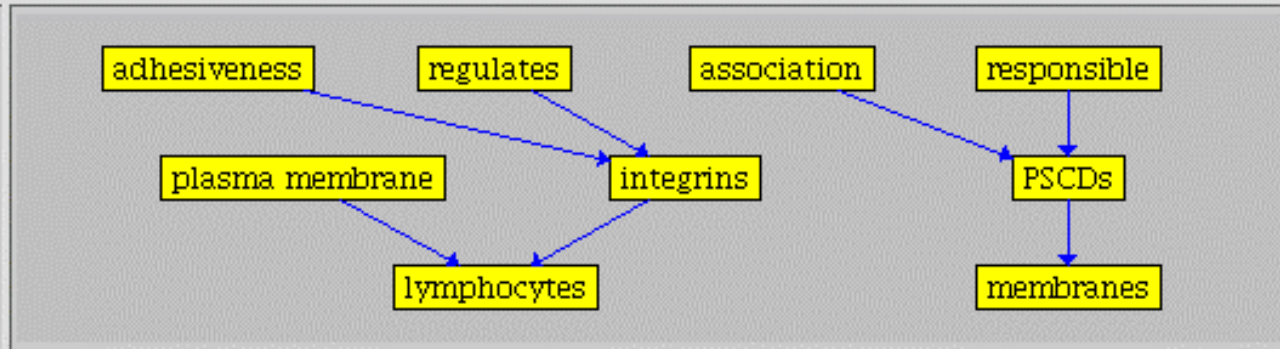 adhesiveness
regulates
association
responsible
plasma membrane
integrins
PSCDs
lymphocytes
membranes